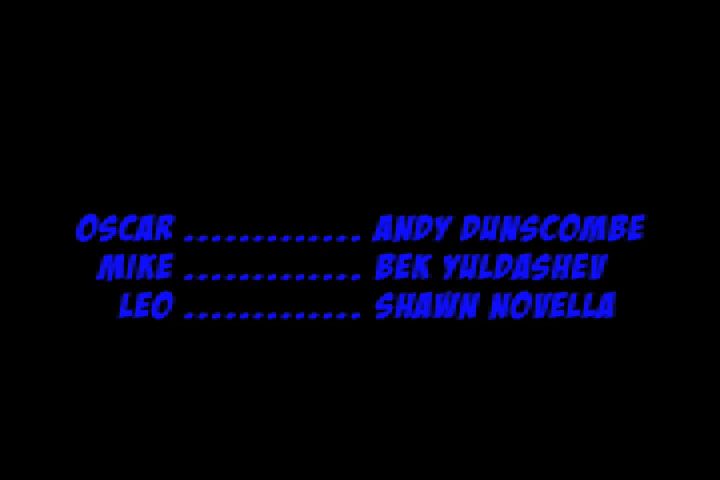 OSCAR ............. ANDY DUNSCOMBE
MIKE ............. BEK YULDASHEV
LEO ............. SHAWN NOVELLA